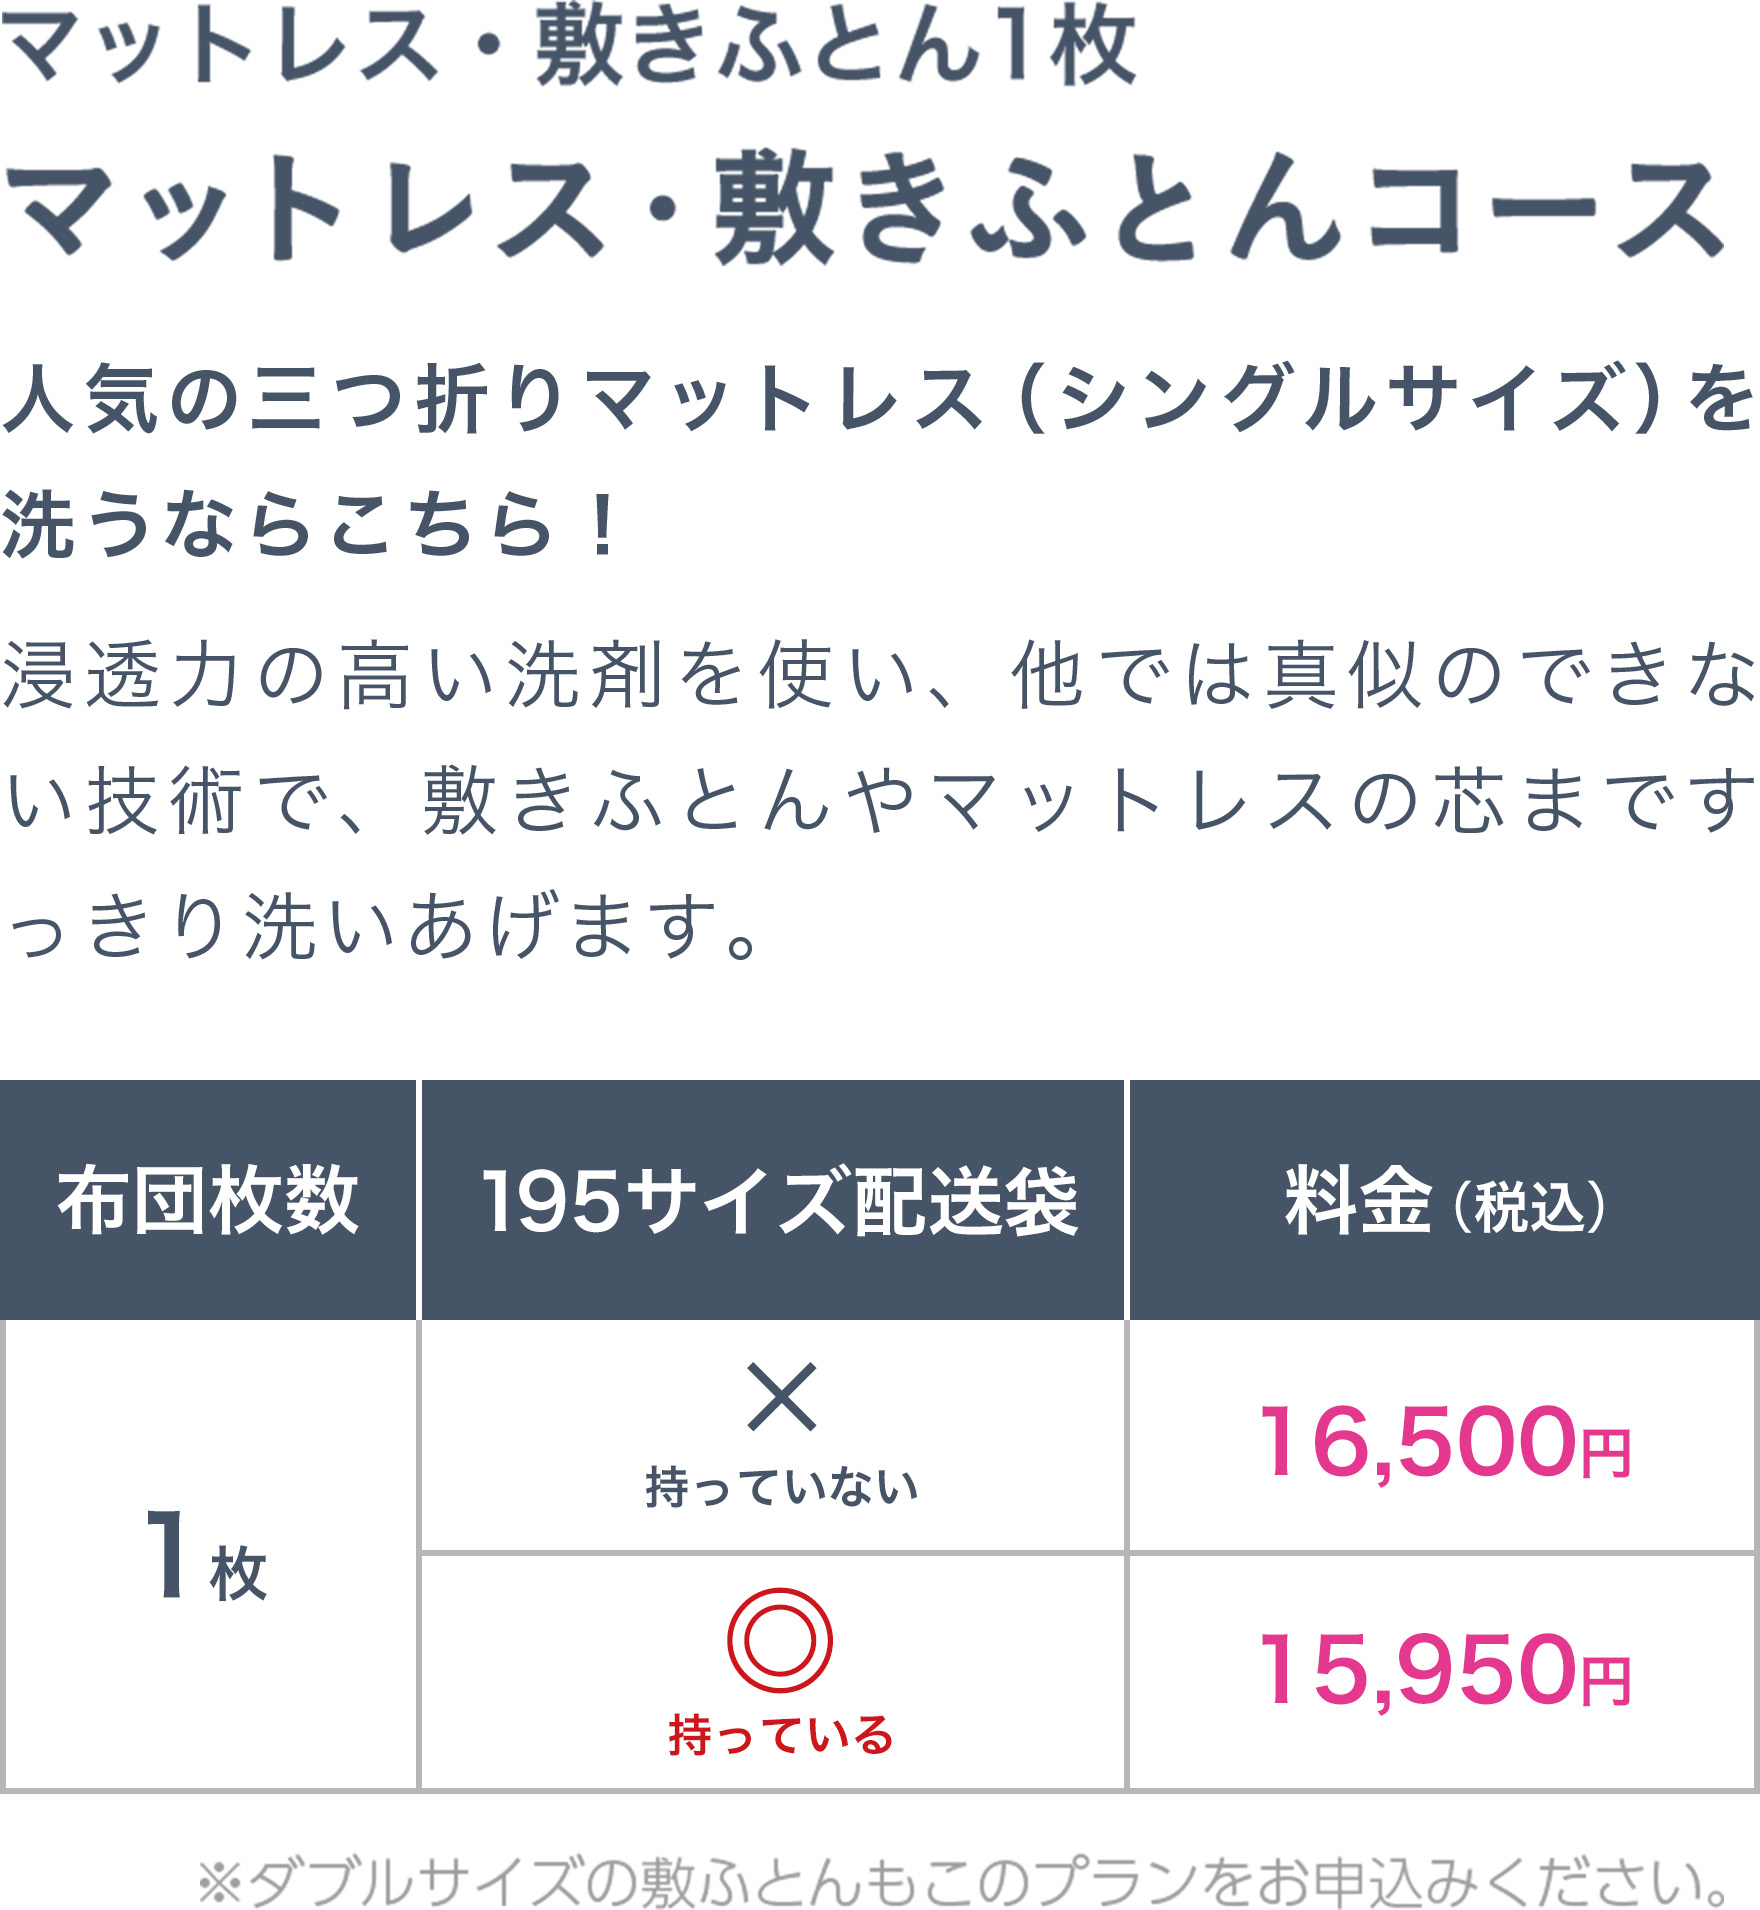 マットレス・敷きふとん1枚
マットレス・敷きふとんコース
人気の三つ折りマットレス（シングルサイズ）を
洗うならこちら！
浸透力の高い洗剤を使い、他では真似のできな
い技術で、敷きふとんやマットレスの芯まです
っきり洗いあげます。
布団枚数 195サイズ配送袋 料金（税込）
×
持っていない
16,500円
1枚
◎
持っている
15,950円
※ダブルサイズの敷ふとんもこのプランをお申込みください。